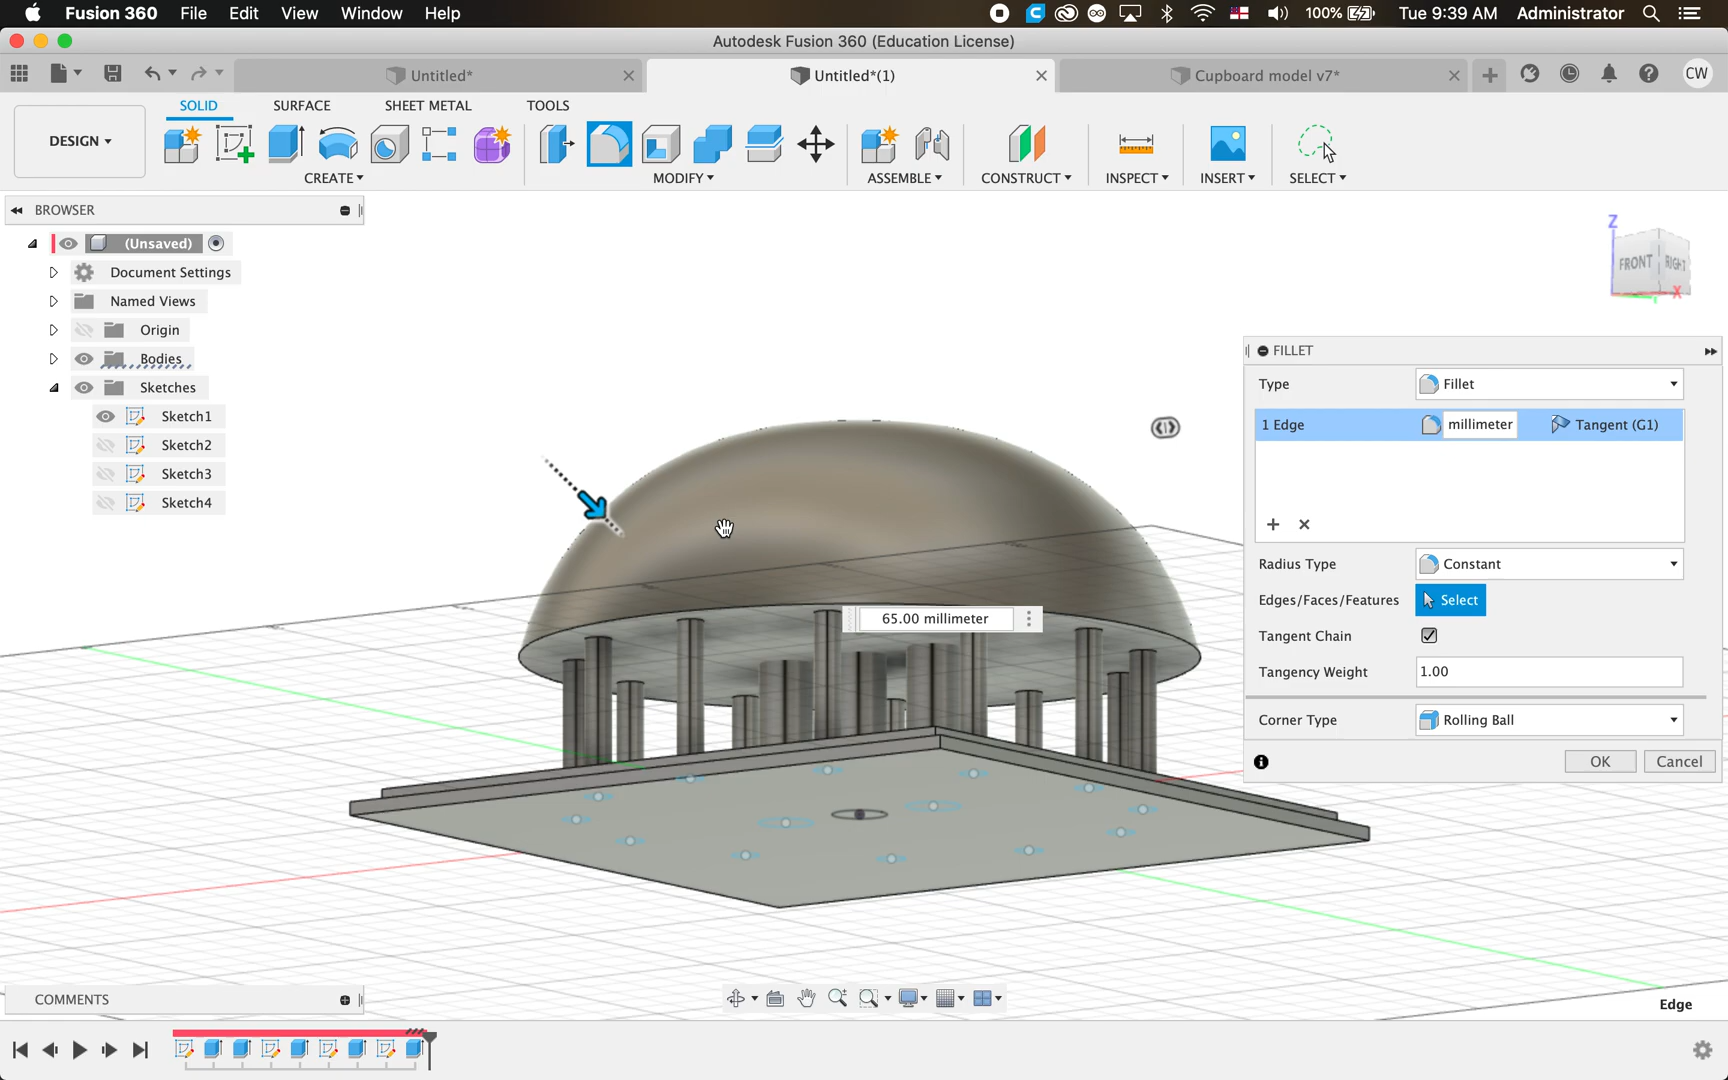 Fusion 360 File Edit View Window Help 100% Tue 9:39 AM Administrator
Autodesk Fusion 360 (Education License)
Untitled* Untitled*(1) Cupboard model v7* CW
SOLID SURFACE SHEET METAL TOOLS
DESIGN
CREATE MODIFY ASSEMBLE CONSTRUCT INSPECT INSERT SELECT
BROWSER
(Unsaved)
Document Settings
Named Views
Origin
Bodies
Sketches
Sketch1
Sketch2
Sketch3
Sketch4
Z
FRONT RIGHT
X
FILLET
Type Fillet
1 Edge millimeter Tangent (G1)
Radius Type Constant
Edges/Faces/Features Select
Tangent Chain
Tangency Weight 1.00
Corner Type Rolling Ball
OK Cancel
65.00 millimeter
COMMENTS
Edge